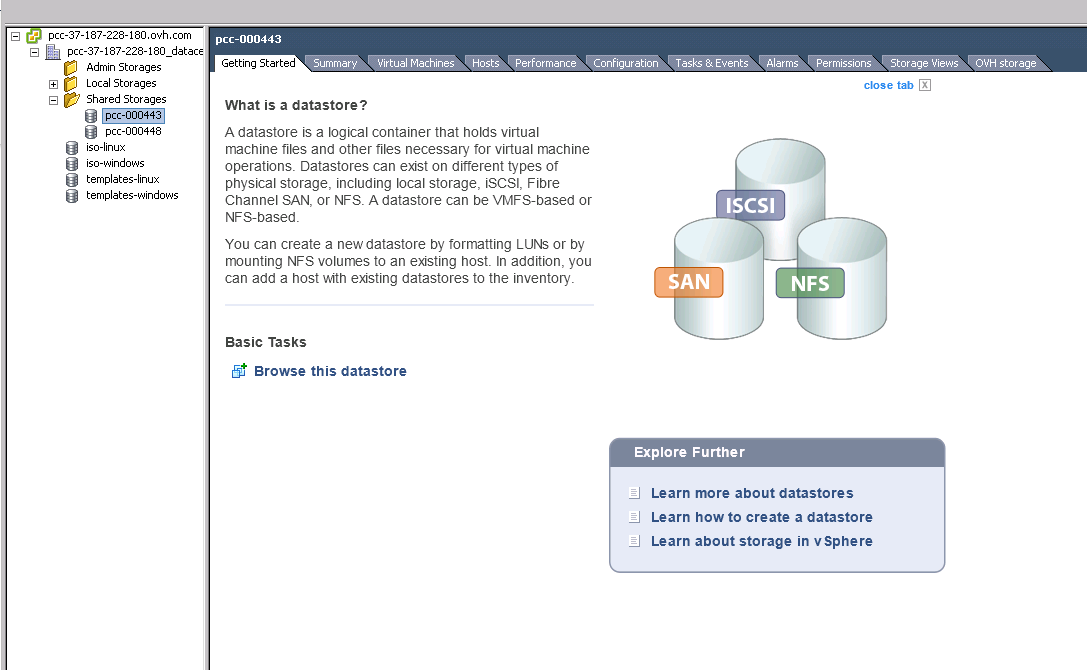 pcc-37-187-228-180.ovh.com
pcc-37-187-228-180_datace
Admin Storages
Local Storages
Shared Storages
pcc-000443
pcc-000448
iso-linux
iso-windows
templates-linux
templates-windows
pcc-000443
Getting Started Summary Virtual Machines Hosts Performance Configuration Tasks & Events Alarms Permissions Storage Views OVH storage
close tab X
What is a datastore?
A datastore is a logical container that holds virtual
machine files and other files necessary for virtual machine
operations. Datastores can exist on different types of
physical storage, including local storage, iSCSI, Fibre
Channel SAN, or NFS. A datastore can be VMFS-based or
NFS-based.
You can create a new datastore by formatting LUNs or by
mounting NFS volumes to an existing host. In addition, you
can add a host with existing datastores to the inventory.
Basic Tasks
Browse this datastore
ISCSI
SAN
NFS
Explore Further
Learn more about datastores
Learn how to create a datastore
Learn about storage in vSphere